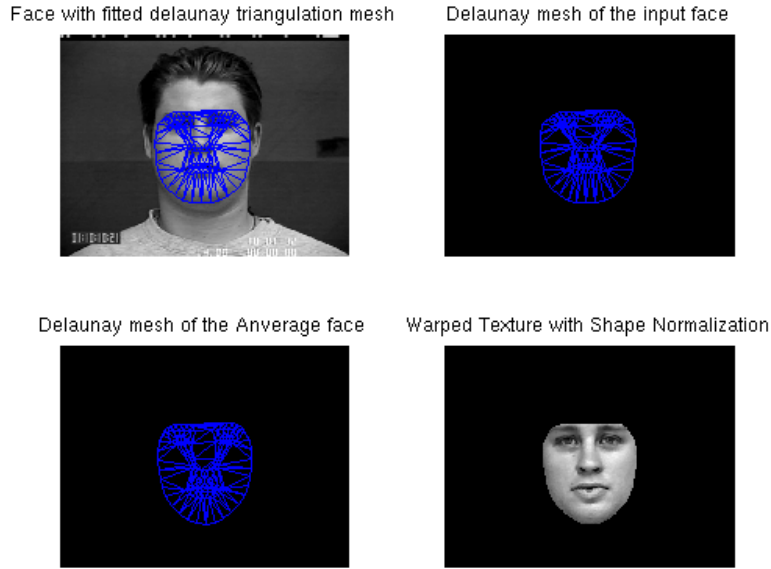 Face with fitted delaunay triangulation mesh
Delaunay mesh of the input face
Delaunay mesh of the Anverage face
Warped Texture with Shape Normalization